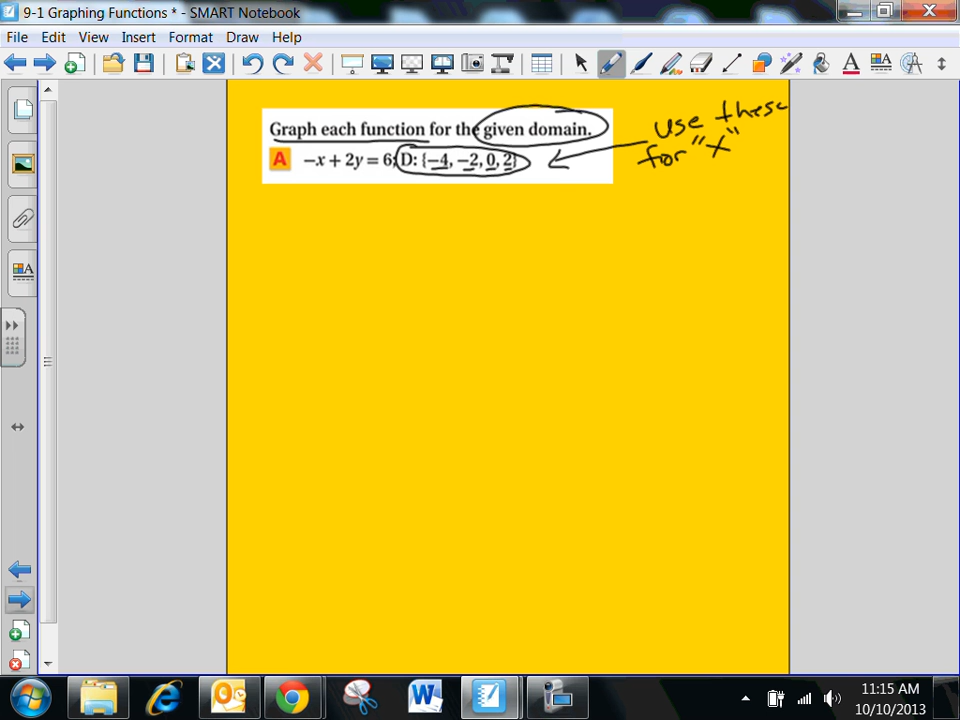 9-1 Graphing Functions * - SMART Notebook
File Edit View Insert Format Draw Help
Graph each function for the given domain.
A −x + 2y = 6; D: {−4, −2, 0, 2}
use these
for "x"
11:15 AM
10/10/2013